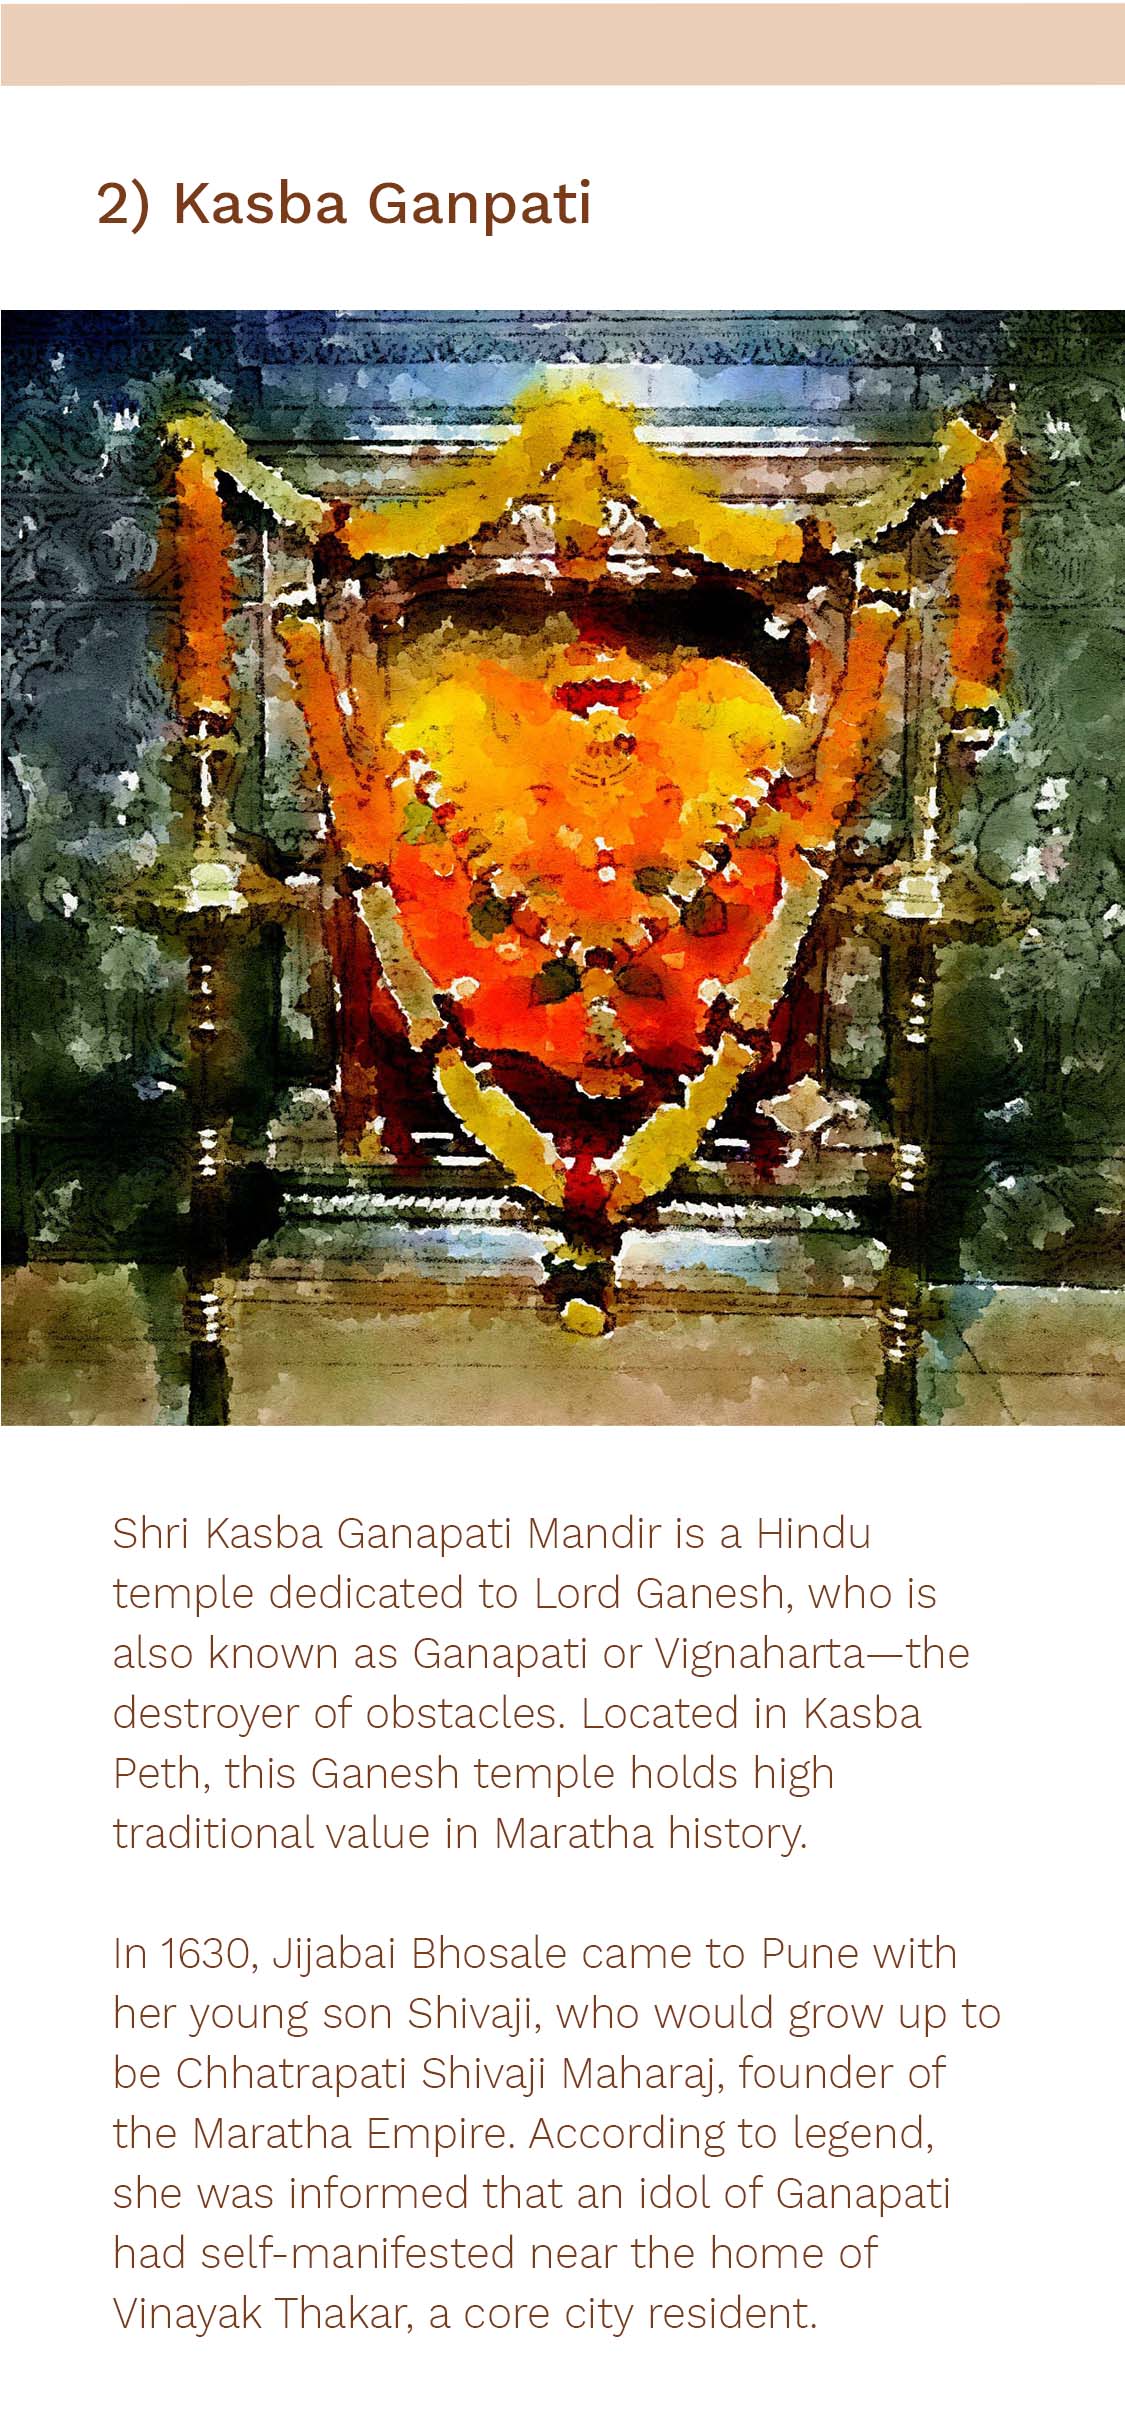 2) Kasba Ganpati
Shri Kasba Ganapati Mandir is a Hindu
temple dedicated to Lord Ganesh, who is
also known as Ganapati or Vignaharta—the
destroyer of obstacles. Located in Kasba
Peth, this Ganesh temple holds high
traditional value in Maratha history.
In 1630, Jijabai Bhosale came to Pune with
her young son Shivaji, who would grow up to
be Chhatrapati Shivaji Maharaj, founder of
the Maratha Empire. According to legend,
she was informed that an idol of Ganapati
had self-manifested near the home of
Vinayak Thakar, a core city resident.